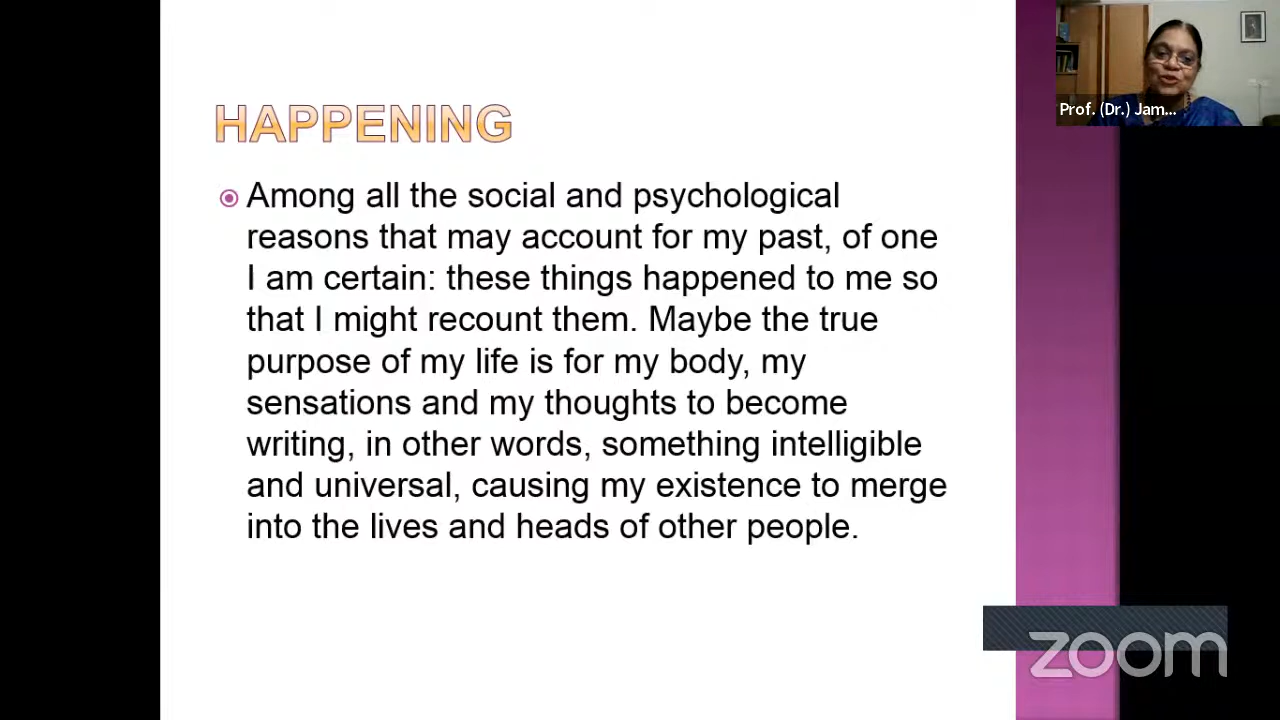 HAPPENING
Among all the social and psychological
reasons that may account for my past, of one
I am certain: these things happened to me so
that I might recount them. Maybe the true
purpose of my life is for my body, my
sensations and my thoughts to become
writing, in other words, something intelligible
and universal, causing my existence to merge
into the lives and heads of other people.
Prof. (Dr.) Jam...
zoom